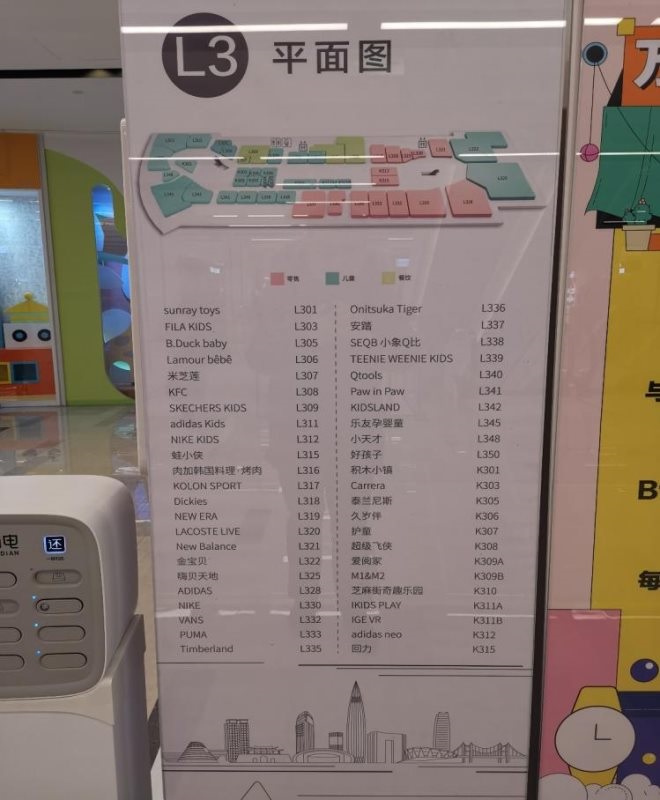 L3 平面图
零售 儿童 餐饮
sunray toys L301
FILA KIDS L303
B.Duck baby L305
Lamour bêbê L306
米芝莲 L307
KFC L308
SKECHERS KIDS L309
adidas Kids L311
NIKE KIDS L312
蛙小侠 L315
肉加韩国料理·烤肉 L316
KOLON SPORT L317
Dickies L318
NEW ERA L319
LACOSTE LIVE L320
New Balance L321
金宝贝 L322
嗨贝天地 L325
ADIDAS L328
NIKE L330
VANS L332
PUMA L333
Timberland L335
Onitsuka Tiger L336
安踏 L337
SEQB 小象Q比 L338
TEENIE WEENIE KIDS L339
Qtools L340
Paw in Paw L341
KIDSLAND L342
乐友孕婴童 L345
小天才 L348
好孩子 L350
积木小镇 K301
Carrera K303
泰兰尼斯 K305
久岁伴 K306
护童 K307
超级飞侠 K308
爱阅家 K309A
M1&M2 K309B
芝麻街奇趣乐园 K310
IKIDS PLAY K311A
IGE VR K311B
adidas neo K312
回力 K315
电
DIAN
还
万
与
B
每